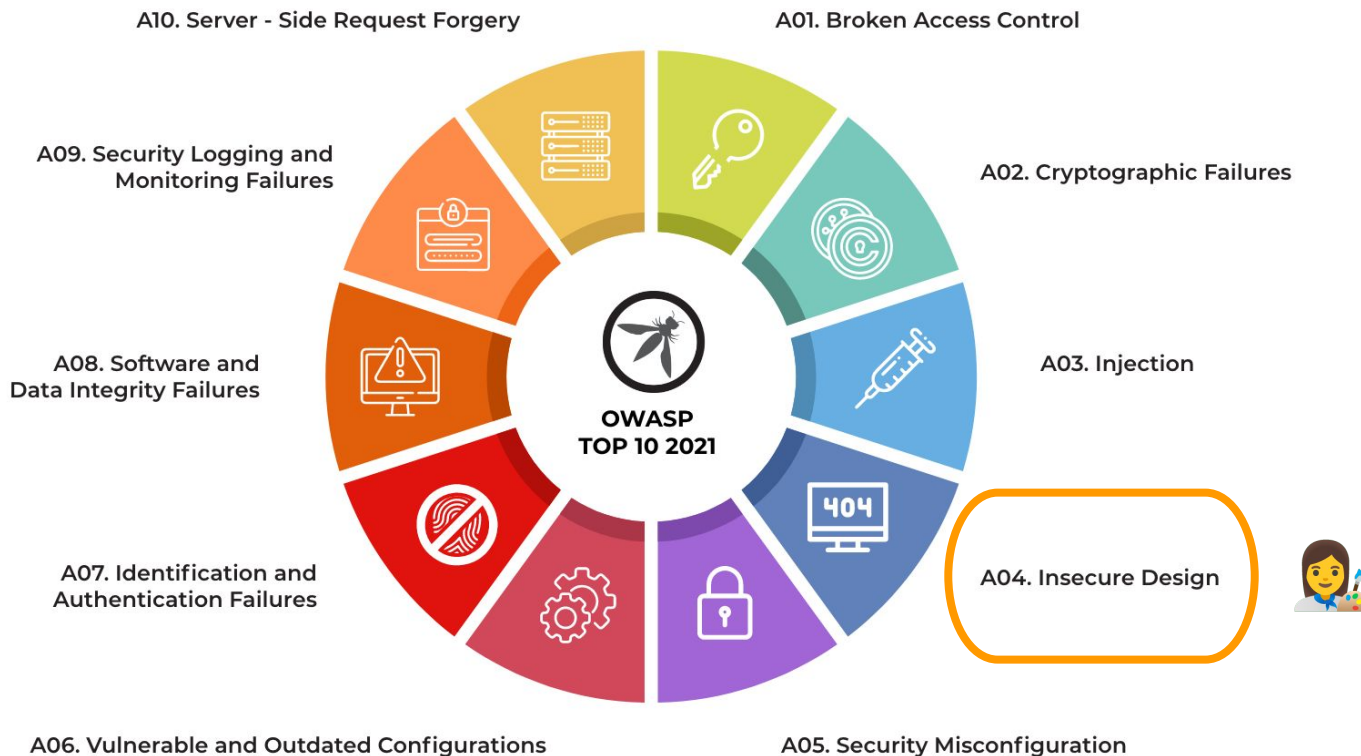 A10. Server - Side Request Forgery
A01. Broken Access Control
A09. Security Logging and
Monitoring Failures
A02. Cryptographic Failures
A08. Software and
Data Integrity Failures
OWASP
TOP 10 2021
A03. Injection
404
A07. Identification and
Authentication Failures
A04. Insecure Design
A06. Vulnerable and Outdated Configurations
A05. Security Misconfiguration